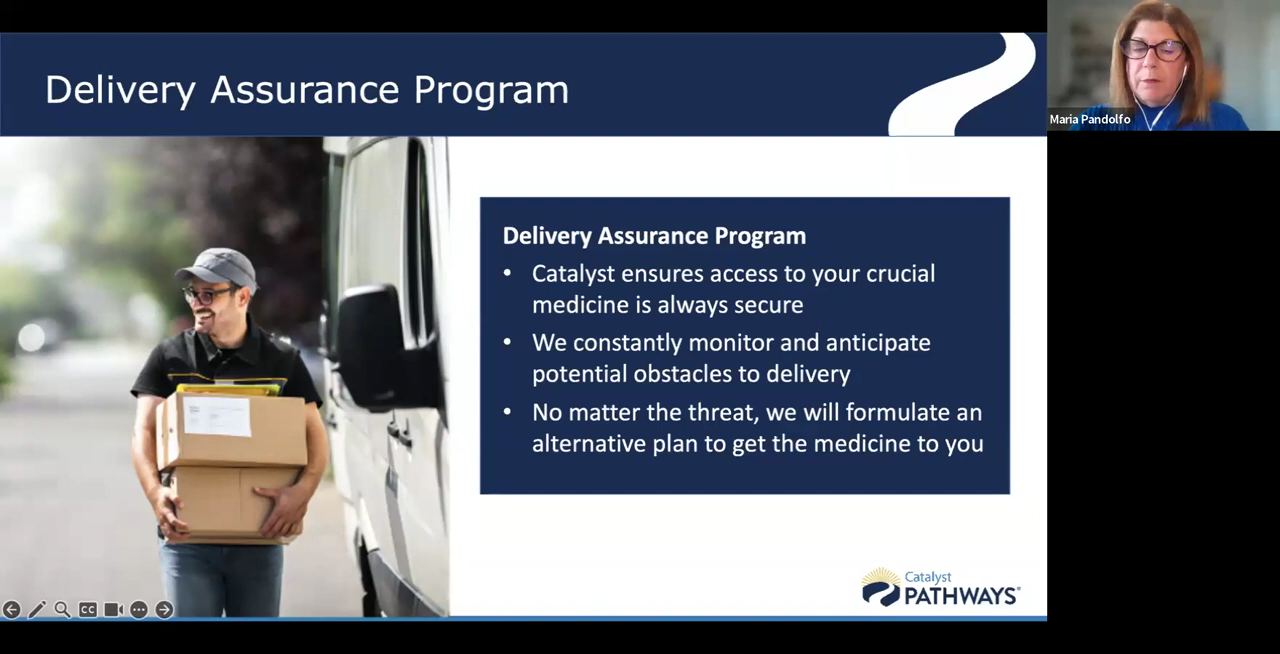 Delivery Assurance Program
Maria Pandolfo
Delivery Assurance Program
• Catalyst ensures access to your crucial
medicine is always secure
• We constantly monitor and anticipate
potential obstacles to delivery
• No matter the threat, we will formulate an
alternative plan to get the medicine to you
Catalyst
PATHWAYS®
CC